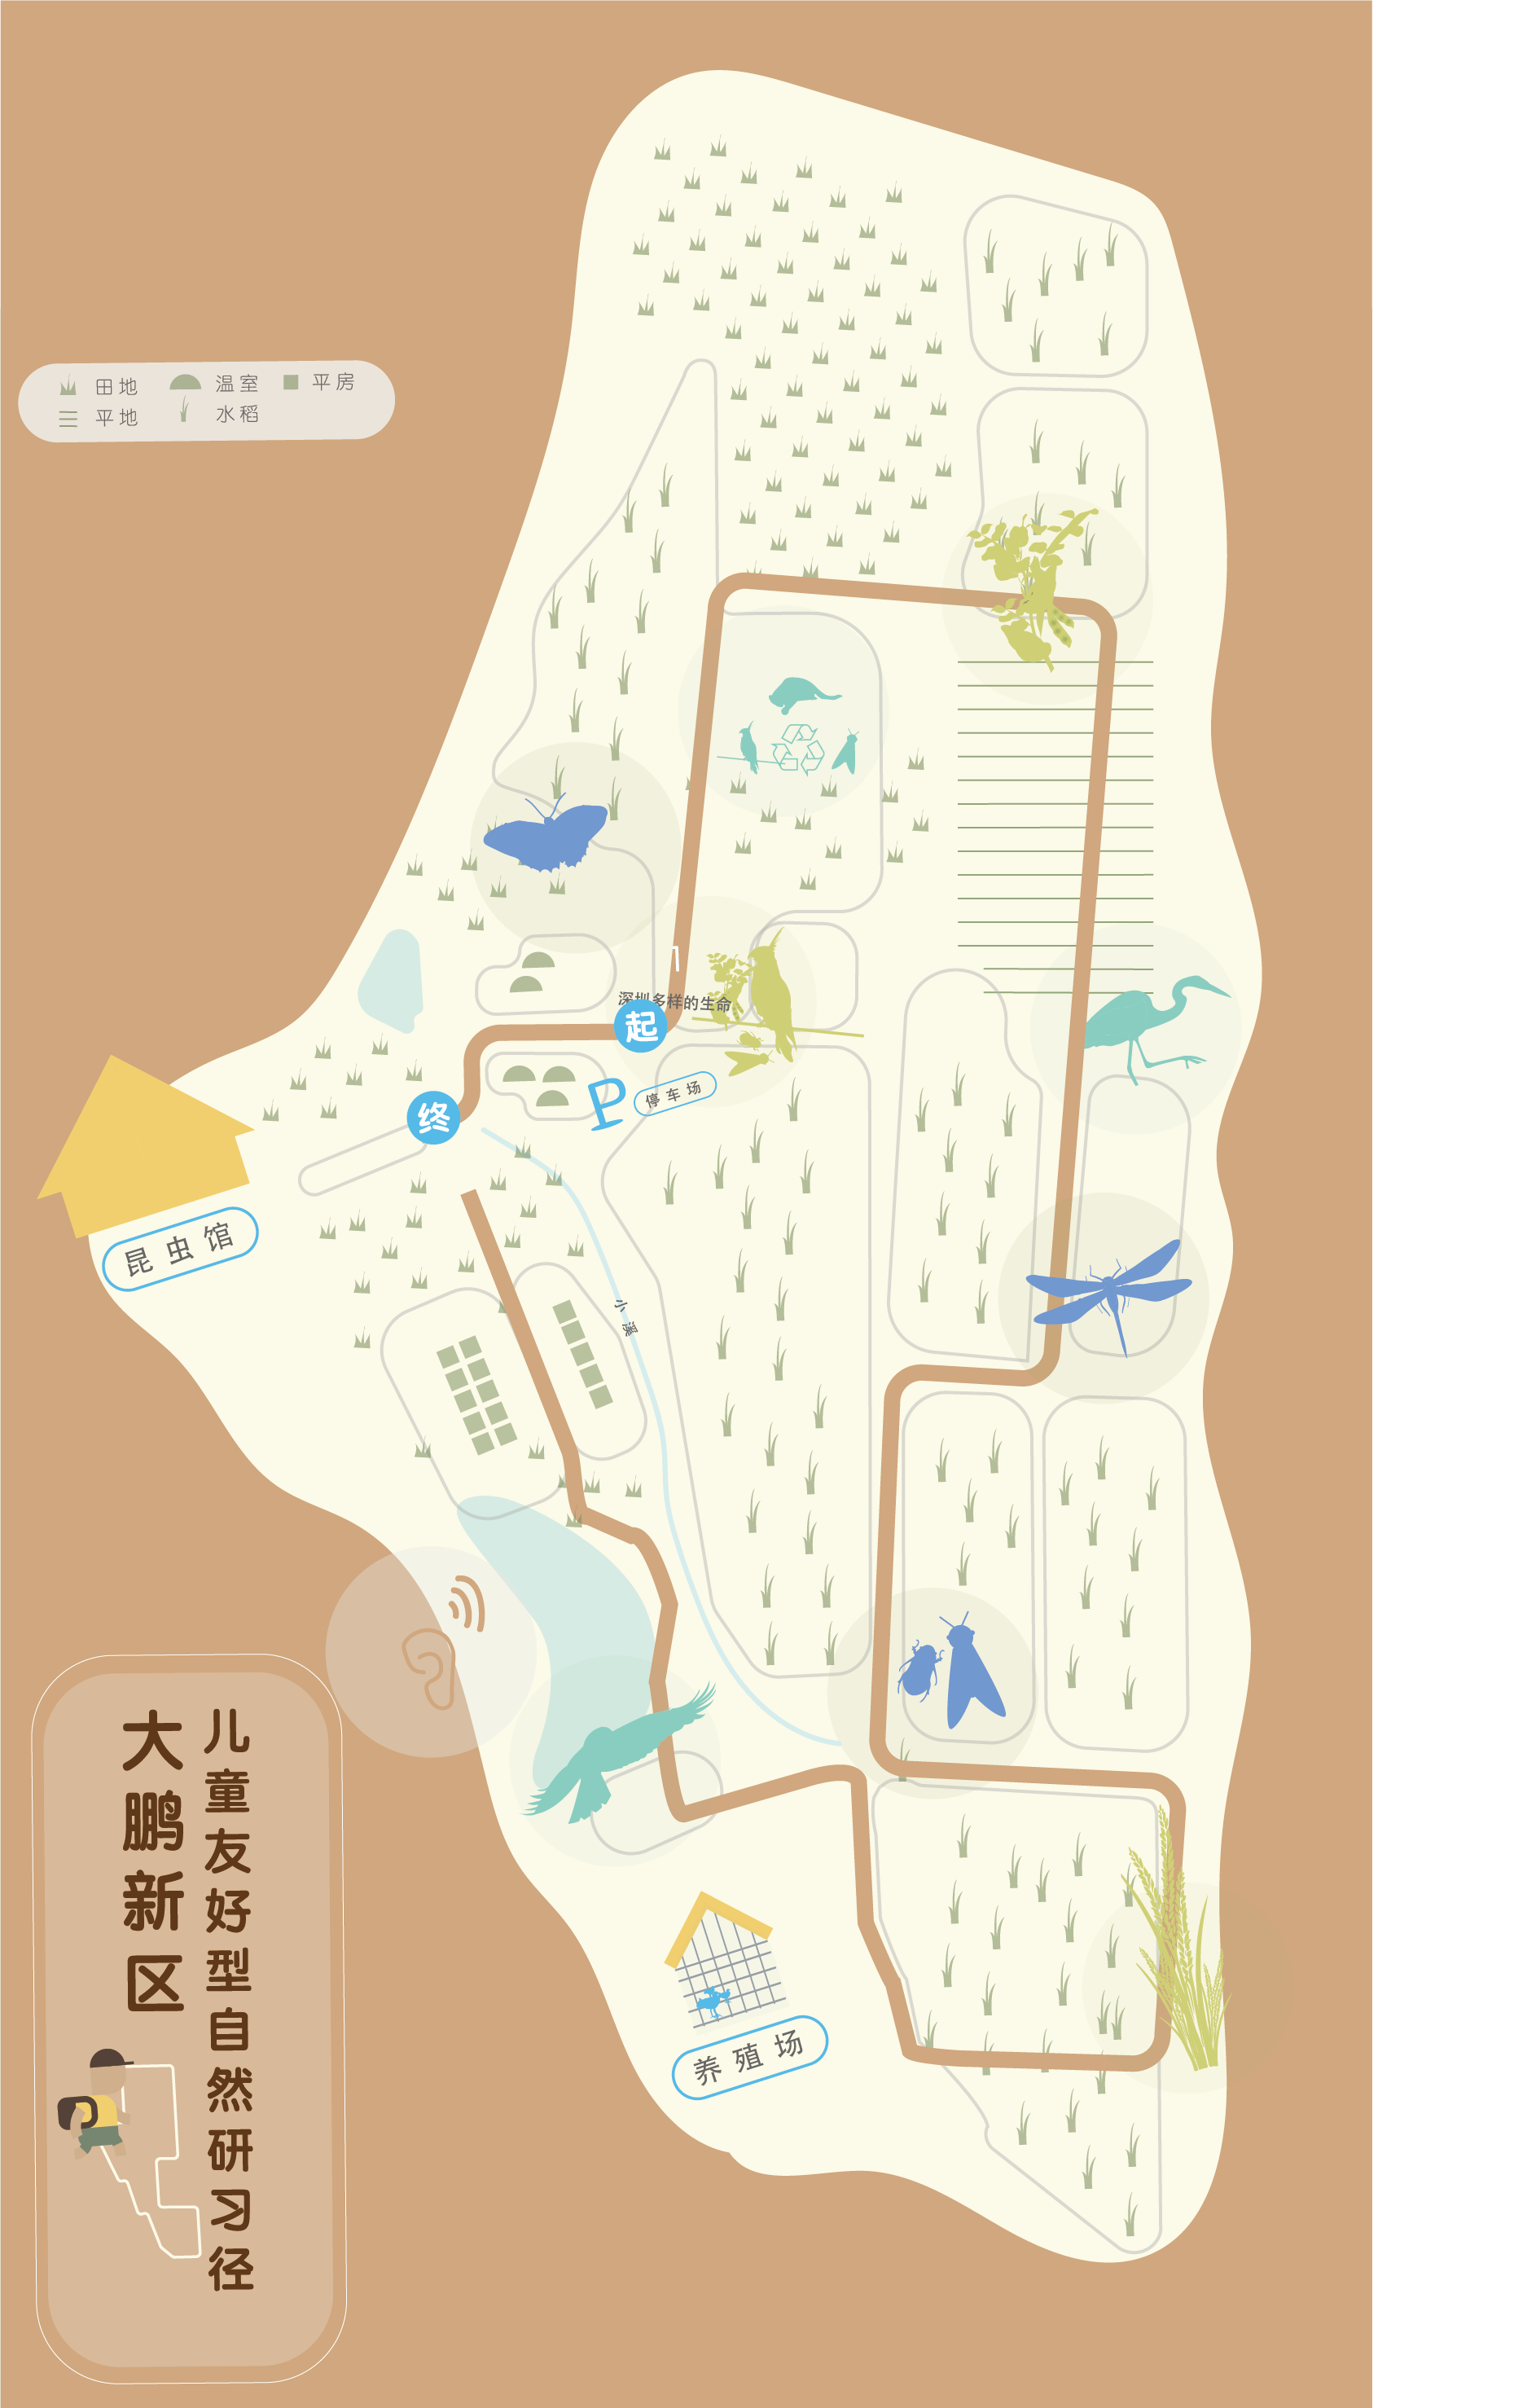 田地
温室
平房
平地
水稻
深圳多样的生命
起
终
P
停车场
昆虫馆
小溪
养殖场
大鹏新区
儿童友好型自然研习径